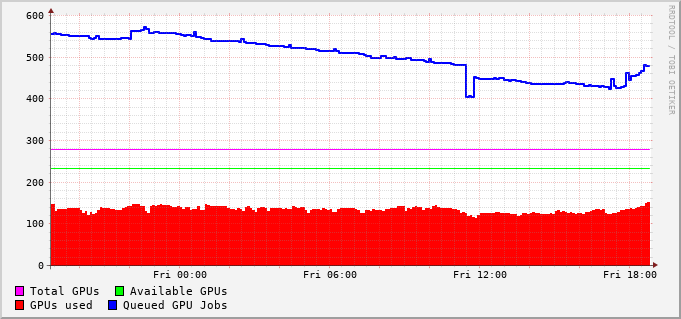 600
500
400
300
200
100
0
Fri 00:00 Fri 06:00 Fri 12:00 Fri 18:00
Total GPUs Available GPUs
GPUs used Queued GPU Jobs
RRDTOOL / TOBI OETIKER